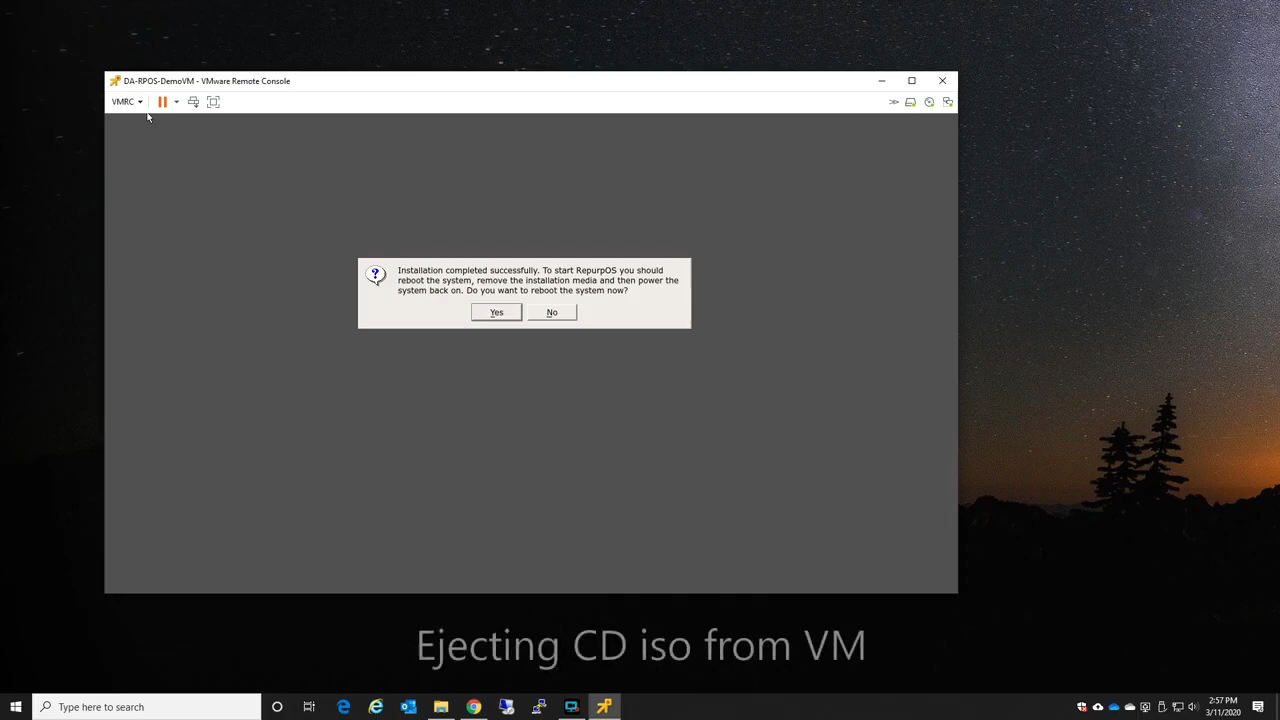 DA-RPOS-DemoVM - VMware Remote Console
VMRC
Installation completed successfully. To start RepurpOS you should
reboot the system, remove the installation media and then power the
system back on. Do you want to reboot the system now?
Yes
No
Ejecting CD iso from VM
Type here to search
2:57 PM
3/11/2020